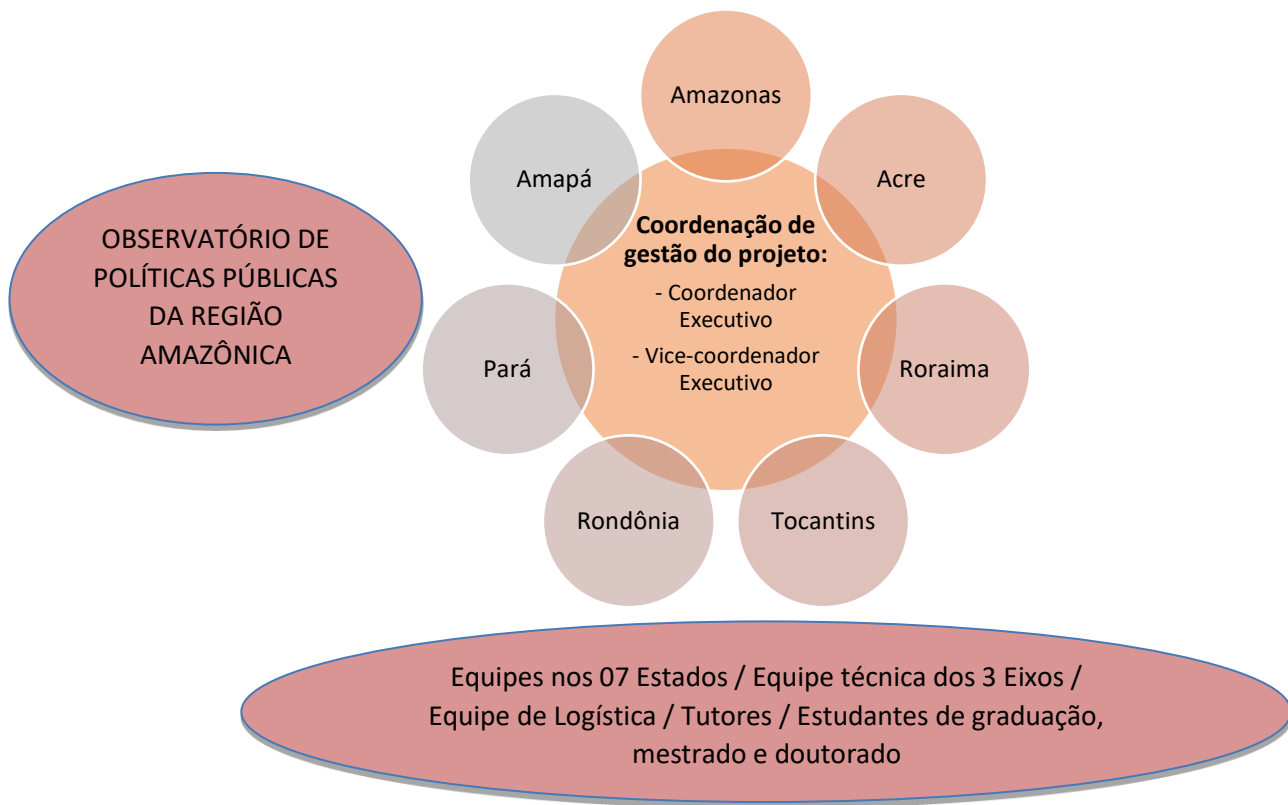 Amazonas
Amapá
Acre
OBSERVATÓRIO DE
POLÍTICAS PÚBLICAS
DA REGIÃO
AMAZÔNICA
Coordenação de
gestão do projeto:
- Coordenador
Executivo
- Vice-coordenador
Executivo
Pará
Roraima
Rondônia
Tocantins
Equipes nos 07 Estados / Equipe técnica dos 3 Eixos /
Equipe de Logística / Tutores / Estudantes de graduação,
mestrado e doutorado